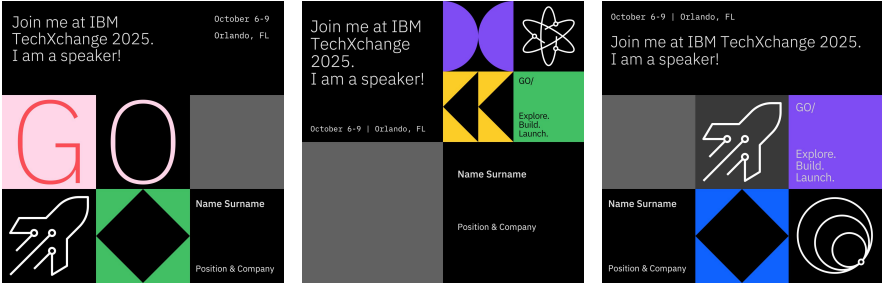 Join me at IBM
TechXchange 2025.
I am a speaker!
October 6-9
Orlando, FL
GO
Name Surname
Position & Company
Join me at IBM
TechXchange
2025.
I am a speaker!
October 6-9 | Orlando, FL
GO/
Explore.
Build.
Launch.
Name Surname
Position & Company
October 6-9 | Orlando, FL
Join me at IBM TechXchange 2025.
I am a speaker!
GO/
Explore.
Build.
Launch.
Name Surname
Position & Company